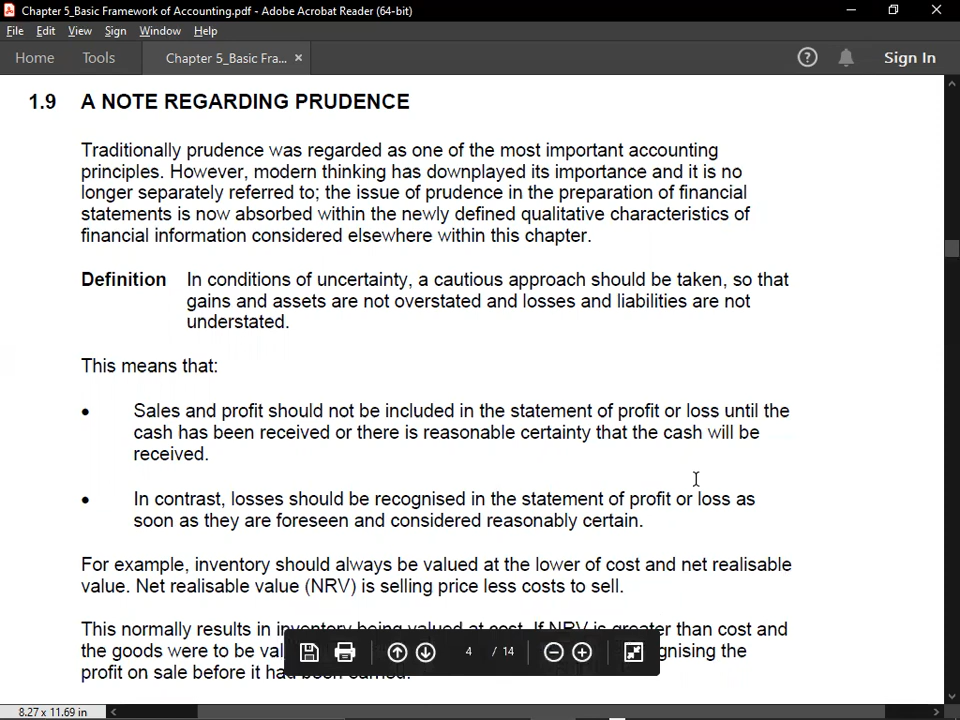 Chapter 5_Basic Framework of Accounting.pdf - Adobe Acrobat Reader (64-bit)
File Edit View Sign Window Help
Home Tools Chapter 5_Basic Fra... × Sign In
1.9 A NOTE REGARDING PRUDENCE
Traditionally prudence was regarded as one of the most important accounting
principles. However, modern thinking has downplayed its importance and it is no
longer separately referred to; the issue of prudence in the preparation of financial
statements is now absorbed within the newly defined qualitative characteristics of
financial information considered elsewhere within this chapter.
Definition In conditions of uncertainty, a cautious approach should be taken, so that
gains and assets are not overstated and losses and liabilities are not
understated.
This means that:
• Sales and profit should not be included in the statement of profit or loss until the
cash has been received or there is reasonable certainty that the cash will be
received.
• In contrast, losses should be recognised in the statement of profit or loss as
soon as they are foreseen and considered reasonably certain.
For example, inventory should always be valued at the lower of cost and net realisable
value. Net realisable value (NRV) is selling price less costs to sell.
This normally results in inventory being valued at cost. If NRV is greater than cost and
the goods were to be gnising the
profit on sale before it had been earned.
4 / 14
8.27 x 11.69 in